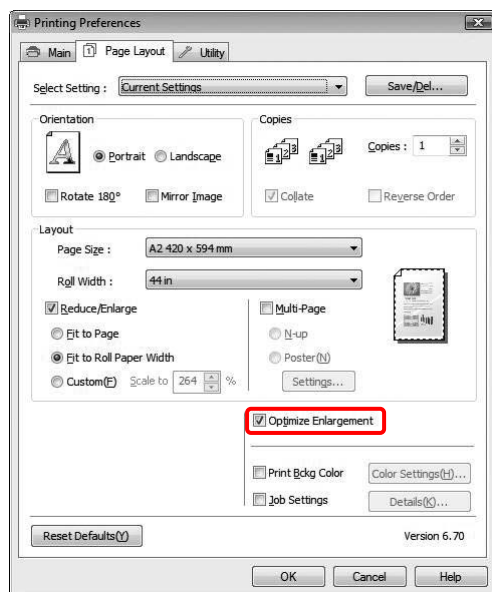 Printing Preferences
Main
Page Layout
Utility
Select Setting :
Current Settings
Save/Del...
Orientation
Portrait
Landscape
Rotate 180°
Mirror Image
Copies
Copies : 1
Collate
Reverse Order
Layout
Page Size :
A2 420 x 594 mm
Roll Width :
44 in
Reduce/Enlarge
Fit to Page
Fit to Roll Paper Width
Custom(F)
Scale to 264 %
Multi-Page
N-up
Poster(N)
Settings...
Optimize Enlargement
Print Bckg Color
Color Settings(H)...
Job Settings
Details(K)...
Reset Defaults(Y)
Version 6.70
OK
Cancel
Help